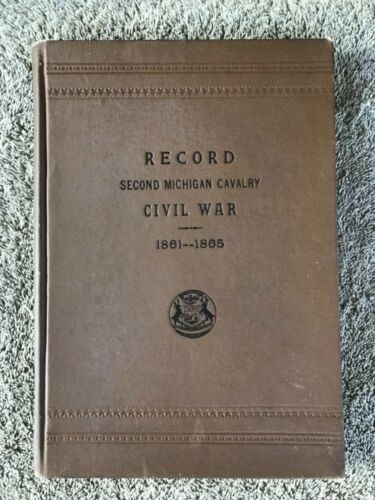 RECORD
SECOND MICHIGAN CAVALRY
CIVIL WAR
1861--1865